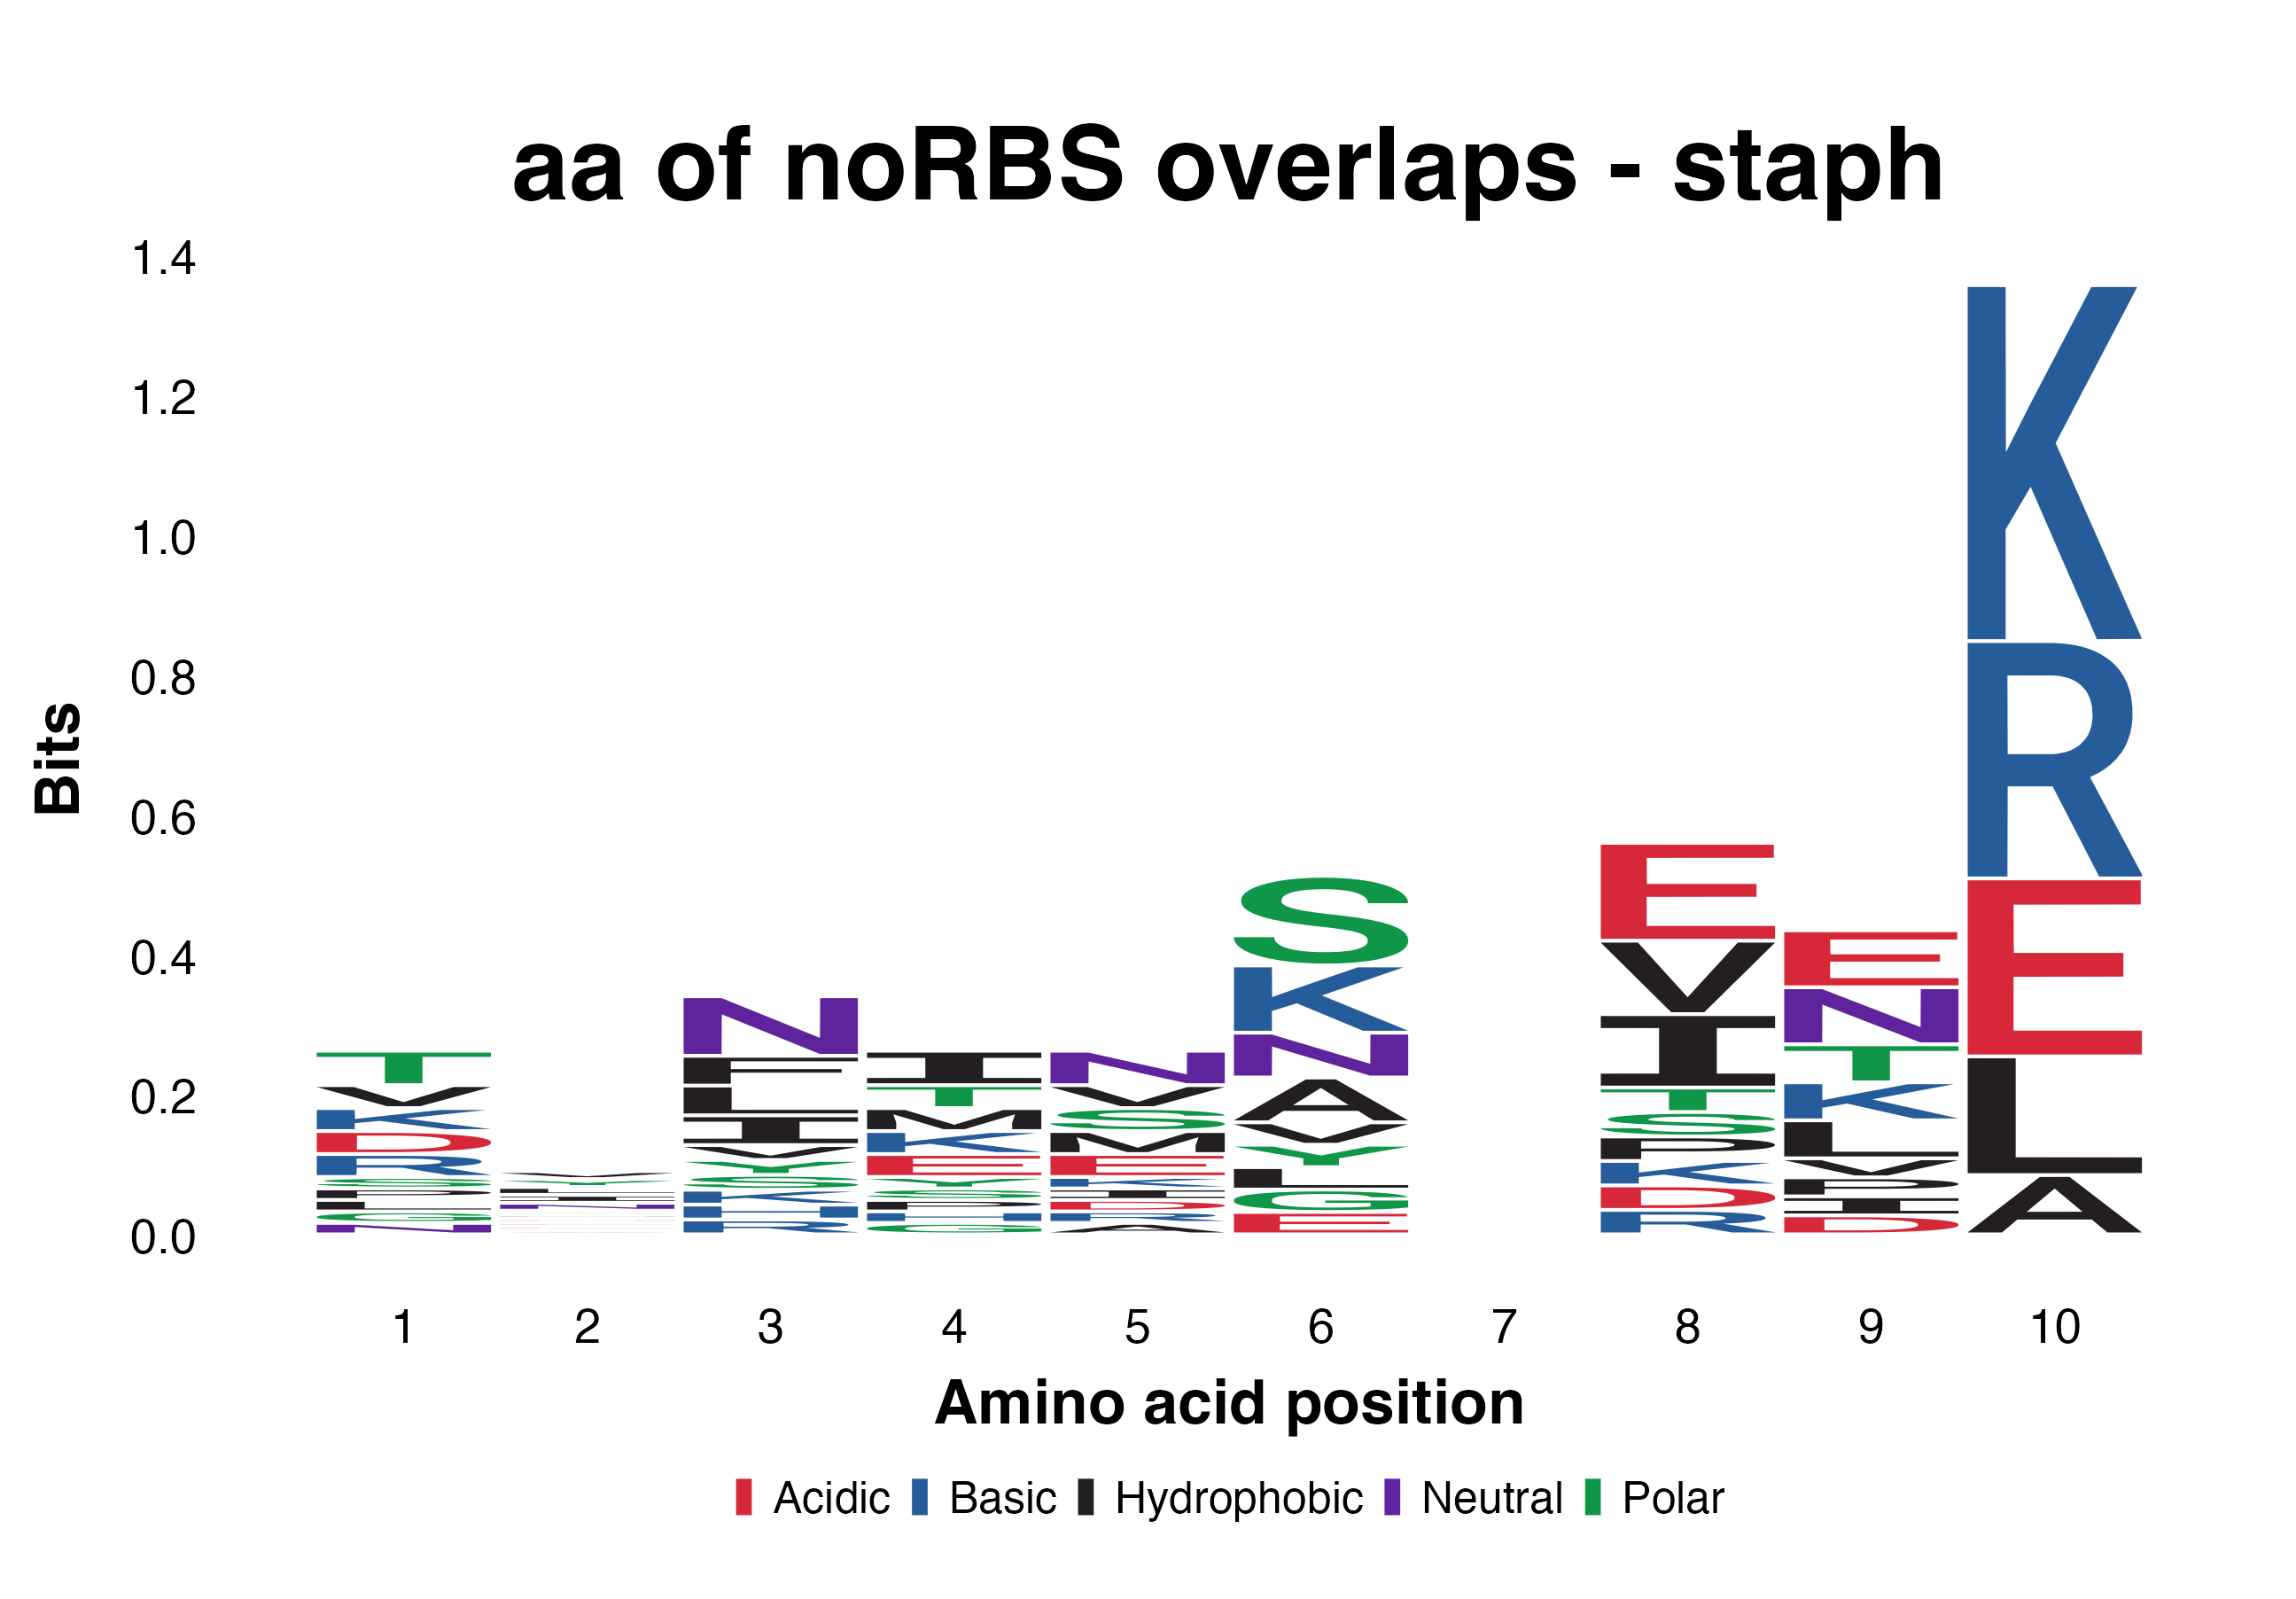 aa of noRBS overlaps - staph
1.4
1.2
1.0
0.8
0.6
0.4
0.2
0.0
Bits
T V K D R S P L G N
N F L I V Y S K H R
I T M K E Y S P H G
N V S M E K I D R A
S K N A V Y L G E
E V I T S P K D R
E N T K L V P I D
K R E L A
1 2 3 4 5 6 7 8 9 10
Amino acid position
Acidic Basic Hydrophobic Neutral Polar